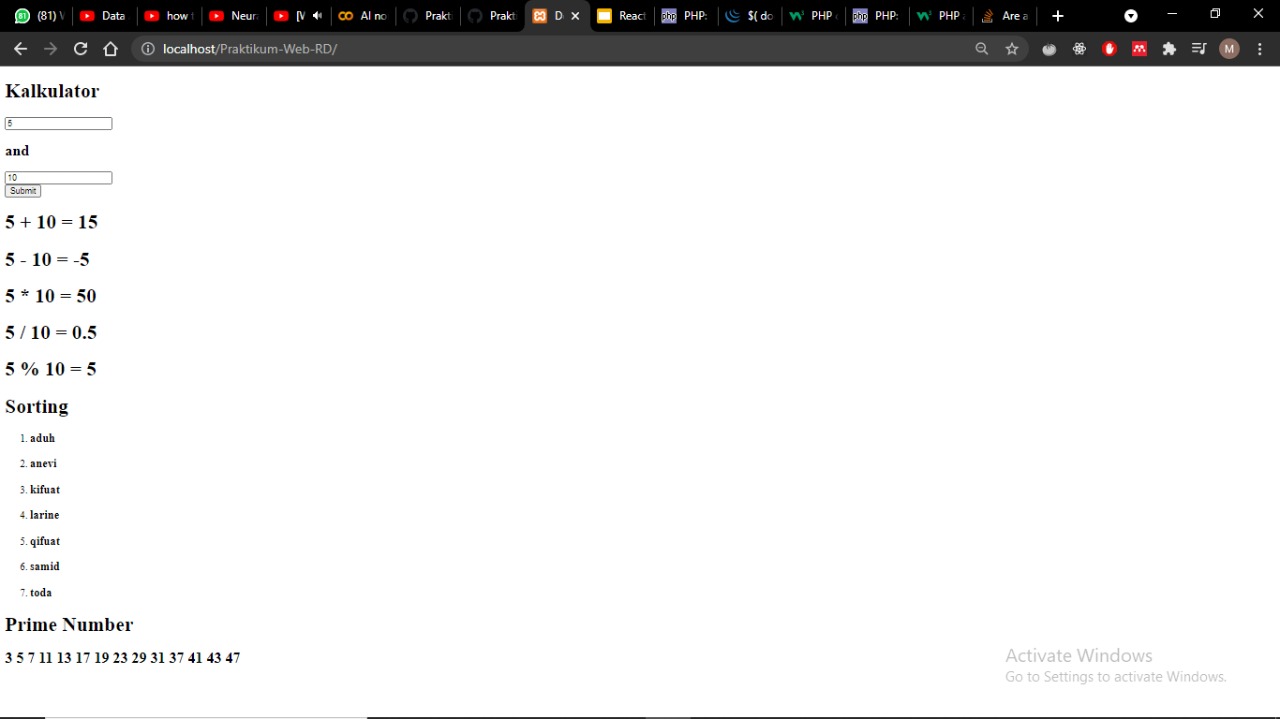 (81) W Data how t Neur [V AI no Prakt Prakt D React PHP: $( do PHP PHP: PHP Are a
localhost/Praktikum-Web-RD/
M
Kalkulator
5
and
10
Submit
5 + 10 = 15
5 - 10 = -5
5 * 10 = 50
5 / 10 = 0.5
5 % 10 = 5
Sorting
1. aduh
2. anevi
3. kifuat
4. larine
5. qifuat
6. samid
7. toda
Prime Number
3 5 7 11 13 17 19 23 29 31 37 41 43 47
Activate Windows
Go to Settings to activate Windows.